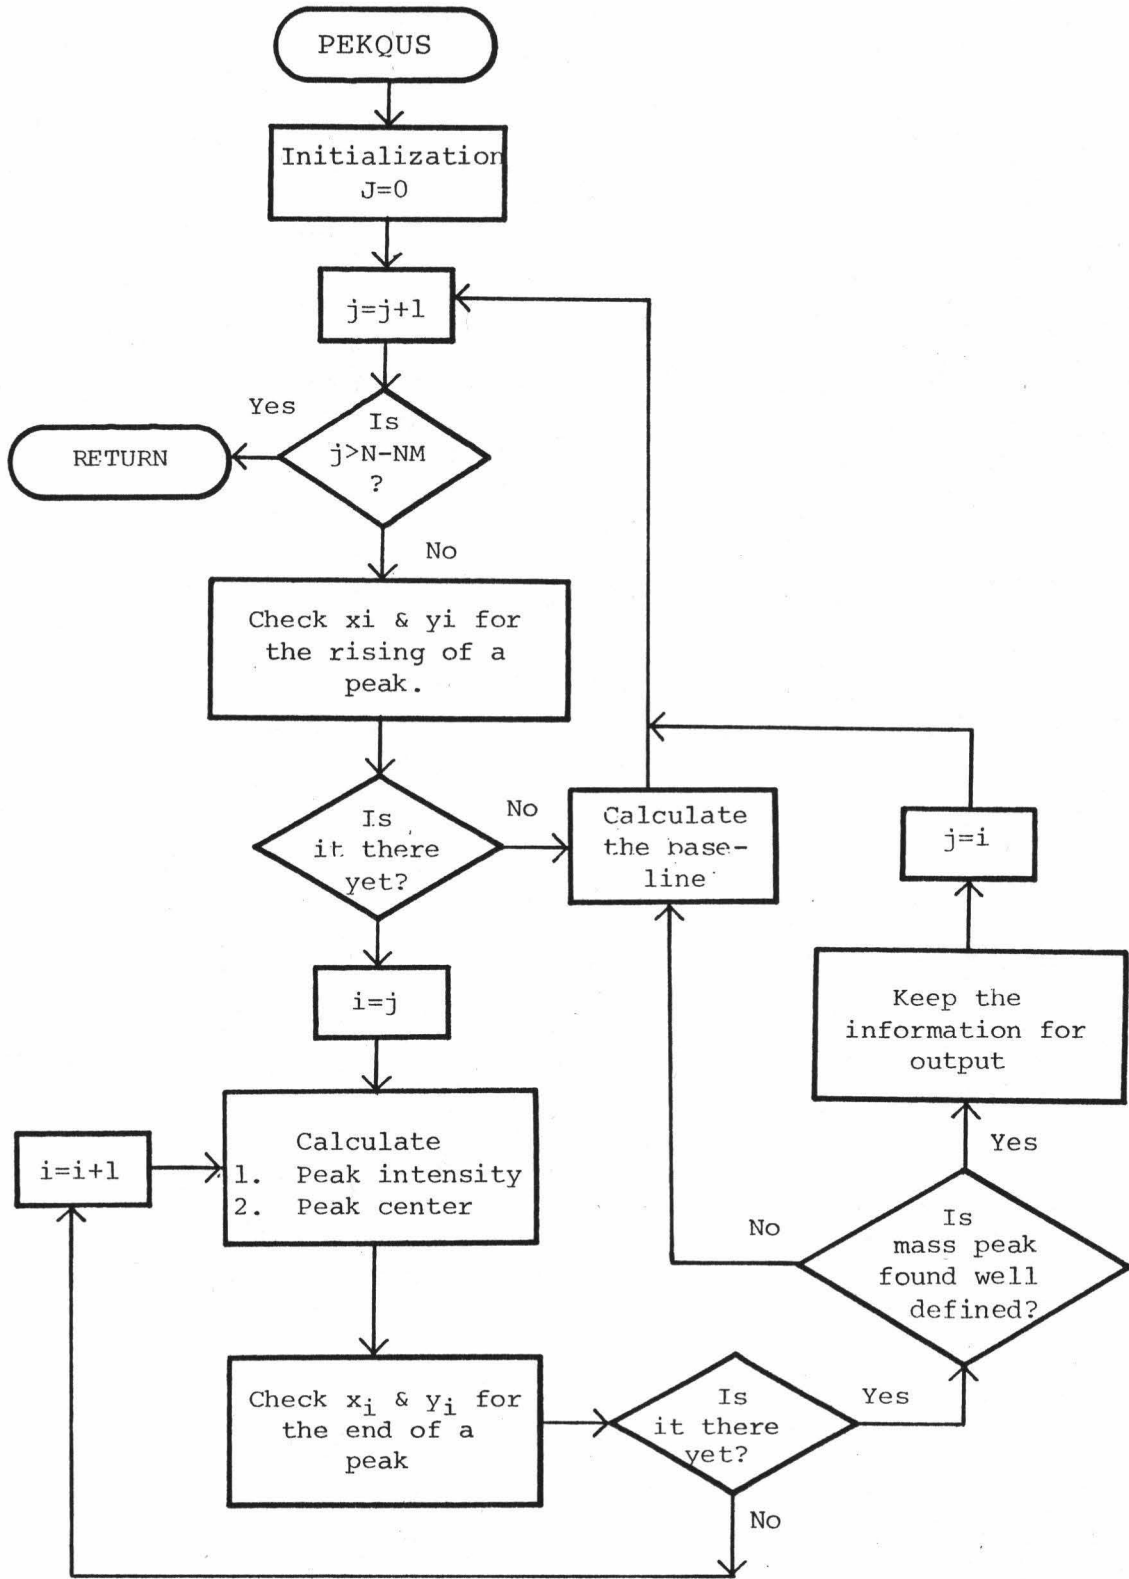 PEKQUS
Initialization
J=0
j=j+1
Yes
Is
j>N-NM
?
RETURN
No
Check xi & yi for
the rising of a
peak.
Is
it there
yet?
No
Calculate
the base-
line
j=i
i=j
Keep the
information for
output
i=i+1
Calculate
1. Peak intensity
2. Peak center
Yes
No
Is
mass peak
found well
defined?
Check xi & yi for
the end of a
peak
Is
it there
yet?
Yes
No